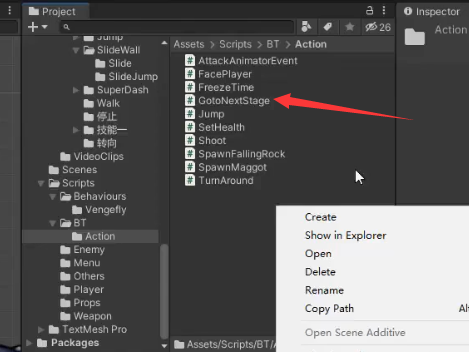 Project
Inspector
26
Jump
SlideWall
Slide
SlideJump
SuperDash
Walk
停止
技能一
转向
VideoClips
Scenes
Scripts
Behaviours
Vengefly
BT
Action
Enemy
Menu
Others
Player
Props
Weapon
TextMesh Pro
Packages
Assets > Scripts > BT > Action
AttackAnimatorEvent
FacePlayer
FreezeTime
GotoNextStage
Jump
SetHealth
Shoot
SpawnFallingRock
SpawnMaggot
TurnAround
Assets/Scripts/BT/
Action
Create
Show in Explorer
Open
Delete
Rename
Copy Path
Open Scene Additive